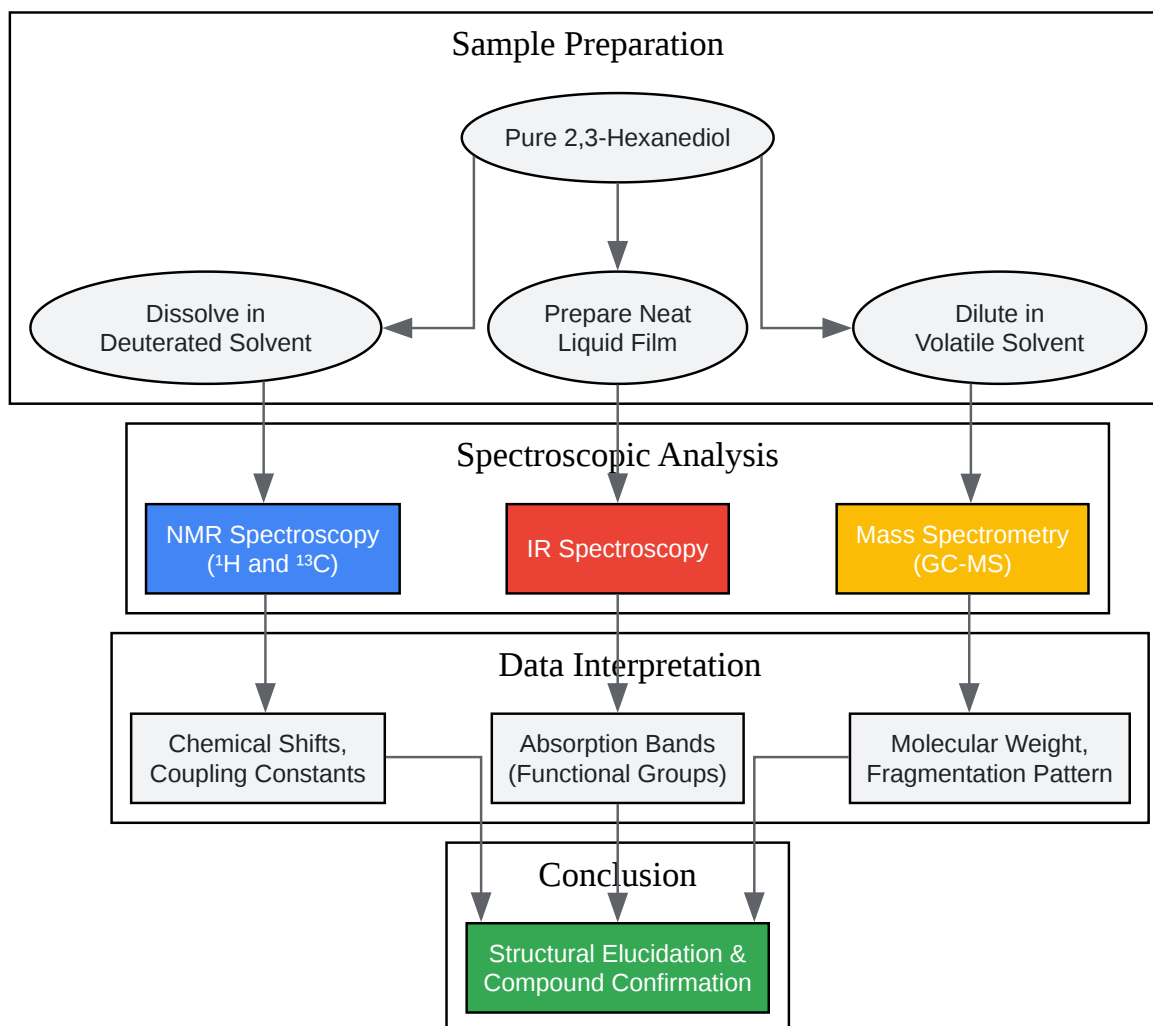 Sample Preparation
Pure 2,3-Hexanediol
Dissolve in
Deuterated Solvent
Prepare Neat
Liquid Film
Dilute in
Volatile Solvent
Spectroscopic Analysis
NMR Spectroscopy
(¹H and ¹³C)
IR Spectroscopy
Mass Spectrometry
(GC-MS)
Data Interpretation
Chemical Shifts,
Coupling Constants
Absorption Bands
(Functional Groups)
Molecular Weight,
Fragmentation Pattern
Conclusion
Structural Elucidation &
Compound Confirmation